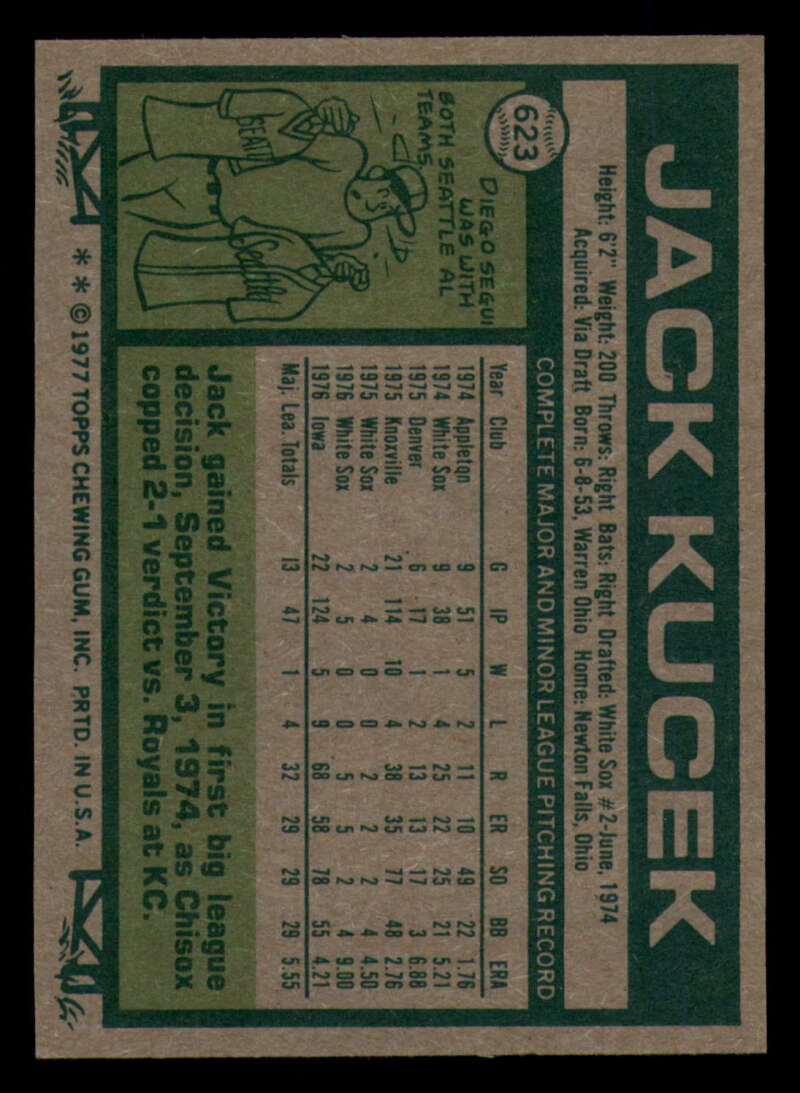 623
JACK KUCEK
Height: 6'2" Weight: 200 Throws: Right Bats: Right Drafted: White Sox #2-June, 1974
Acquired: Via Draft Born: 6-8-53, Warren Ohio Home: Newton Falls, Ohio
DIEGO SEGUI
WAS WITH
BOTH SEATTLE AL
TEAMS.
SEATT
Seattle
COMPLETE MAJOR AND MINOR LEAGUE PITCHING RECORD
Year Club G IP W L R ER SO BB ERA
1974 Appleton 9 51 5 2 11 10 49 22 1.76
1974 White Sox 9 38 1 4 25 22 25 21 5.21
1975 Denver 6 17 1 2 13 13 17 3 6.88
1975 Knoxville 21 114 10 4 38 35 77 48 2.76
1975 White Sox 2 4 0 0 2 2 2 4 4.50
1976 White Sox 2 5 0 0 5 5 2 4 9.00
1976 Iowa 22 124 5 9 68 58 78 55 4.21
Maj. Lea. Totals 13 47 1 4 32 29 29 29 5.55
Jack gained Victory in first big league
decision, September 3, 1974, as Chisox
copped 2-1 verdict vs. Royals at KC.
* * © 1977 TOPPS CHEWING GUM, INC. PRTD. IN U.S.A.